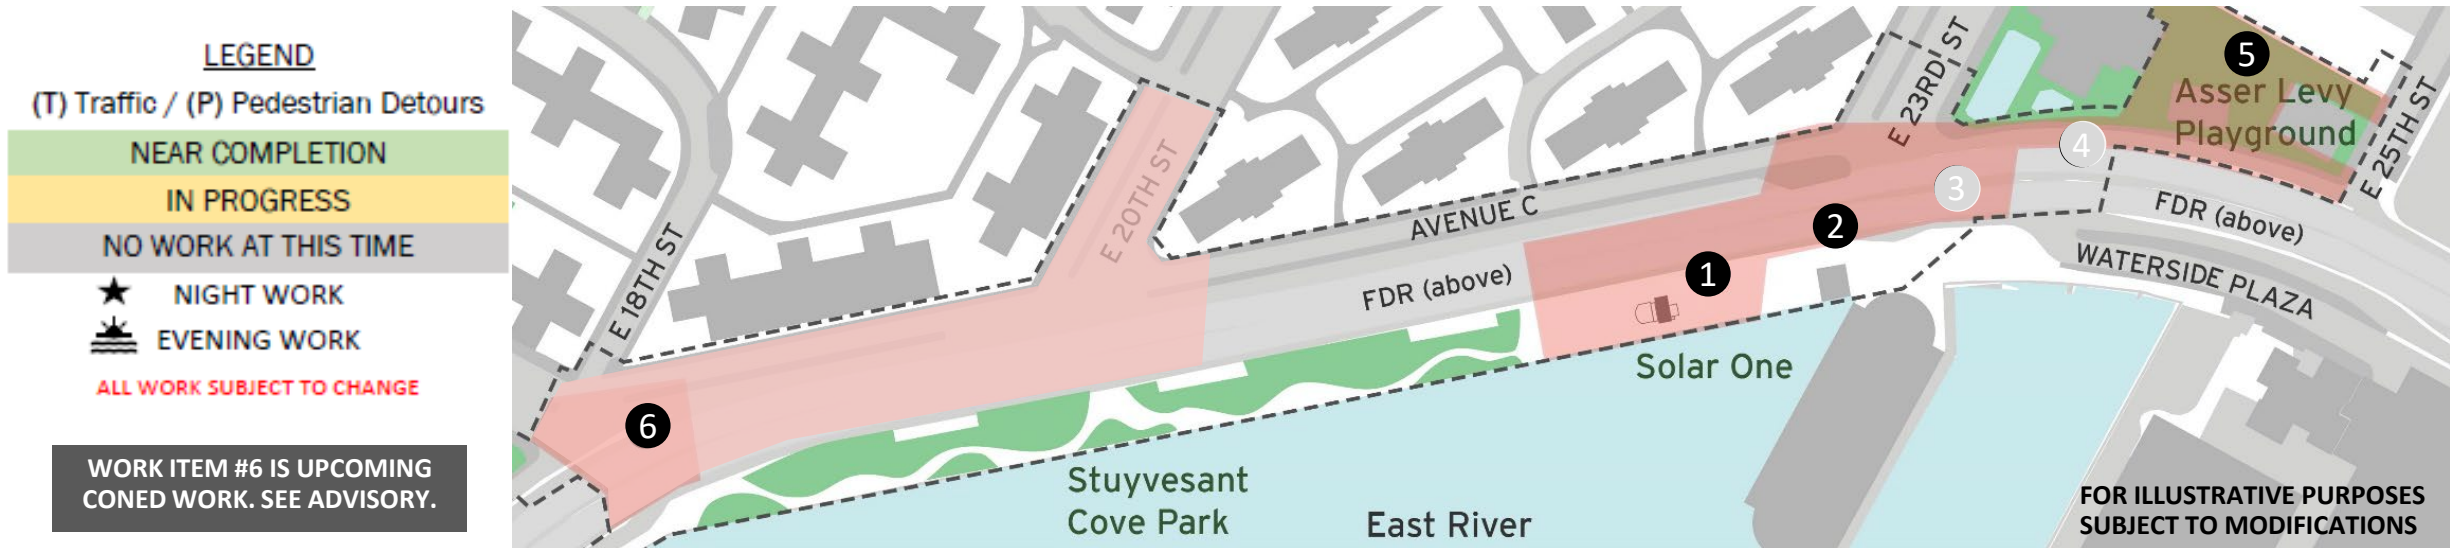 LEGEND
(T) Traffic / (P) Pedestrian Detours
NEAR COMPLETION
IN PROGRESS
NO WORK AT THIS TIME
NIGHT WORK
EVENING WORK
ALL WORK SUBJECT TO CHANGE
WORK ITEM #6 IS UPCOMING
CONED WORK. SEE ADVISORY.
E 18TH ST
6
E 20TH ST
AVENUE C
FDR (above)
1
2
3
4
5
E 23RD ST
Asser Levy
Playground
E 25TH ST
FDR (above)
WATERSIDE PLAZA
Solar One
Stuyvesant
Cove Park
East River
FOR ILLUSTRATIVE PURPOSES
SUBJECT TO MODIFICATIONS